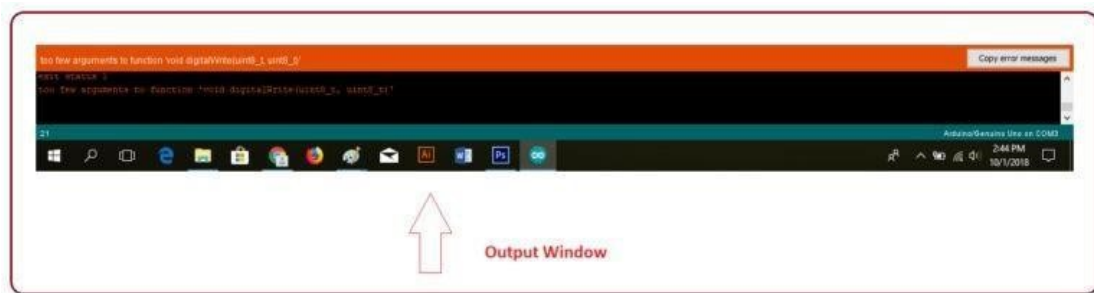 too few arguments to function 'void digitalWrite(uint8_t, uint8_t)'
Copy error messages
exit status 1
too few arguments to function 'void digitalWrite(uint8_t, uint8_t)'
21
Arduino/Genuino Uno on COM3
Ai
W
Ps
2:44 PM
10/1/2018
Output Window